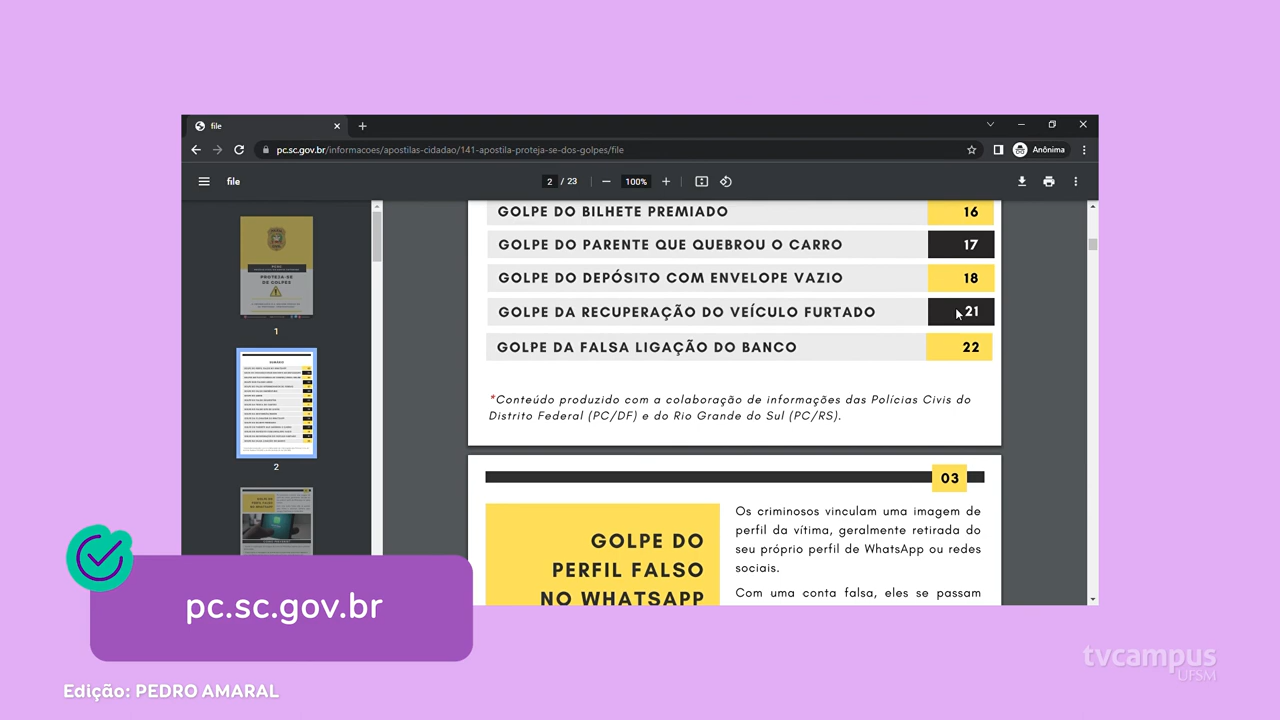 file
pc.sc.gov.br/informacoes/apostilas-cidadao/141-apostila-proteja-se-dos-golpes/file
Anônima
file
2 / 23
100%
GOLPE DO BILHETE PREMIADO 16
GOLPE DO PARENTE QUE QUEBROU O CARRO 17
GOLPE DO DEPÓSITO COM ENVELOPE VAZIO 18
GOLPE DA RECUPERAÇÃO DO VEÍCULO FURTADO 21
GOLPE DA FALSA LIGAÇÃO DO BANCO 22
*Conteúdo produzido com a colaboração de informações das Polícias Civis do
Distrito Federal (PC/DF) e do Rio Grande do Sul (PC/RS).
03
GOLPE DO
PERFIL FALSO
NO WHATSAPP
Os criminosos vinculam uma imagem de
perfil da vítima, geralmente retirada do
seu próprio perfil de WhatsApp ou redes
sociais.
Com uma conta falsa, eles se passam
PROTEJA-SE
DE GOLPES
1
2
pc.sc.gov.br
Edição: PEDRO AMARAL
tvcampus
UFSM